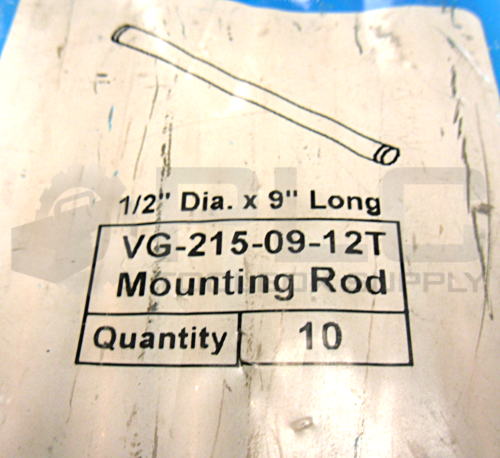 1/2" Dia. x 9" Long
VG-215-09-12T
Mounting Rod
Quantity 10